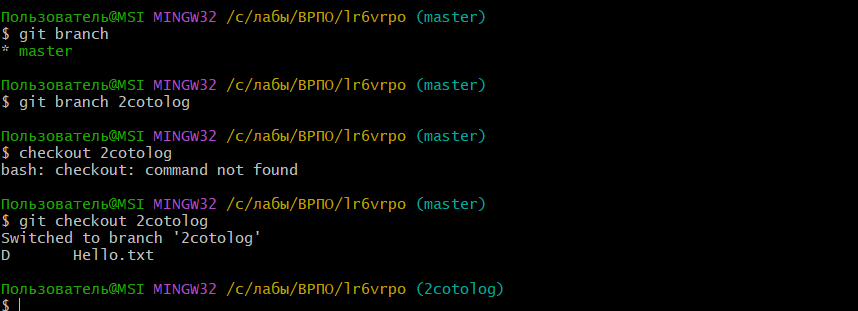 Пользователь@MSI MINGW32 /c/лабы/ВРПО/lr6vrpo (master)
$ git branch
* master
Пользователь@MSI MINGW32 /c/лабы/ВРПО/lr6vrpo (master)
$ git branch 2cotolog
Пользователь@MSI MINGW32 /c/лабы/ВРПО/lr6vrpo (master)
$ checkout 2cotolog
bash: checkout: command not found
Пользователь@MSI MINGW32 /c/лабы/ВРПО/lr6vrpo (master)
$ git checkout 2cotolog
Switched to branch '2cotolog'
D       Hello.txt
Пользователь@MSI MINGW32 /c/лабы/ВРПО/lr6vrpo (2cotolog)
$